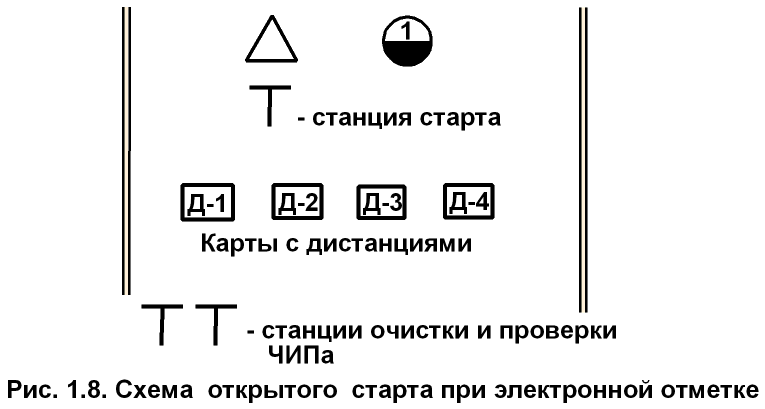 1
- станция старта
Д-1 Д-2 Д-3 Д-4
Карты с дистанциями
- станции очистки и проверки
ЧИПа
Рис. 1.8. Схема открытого старта при электронной отметке